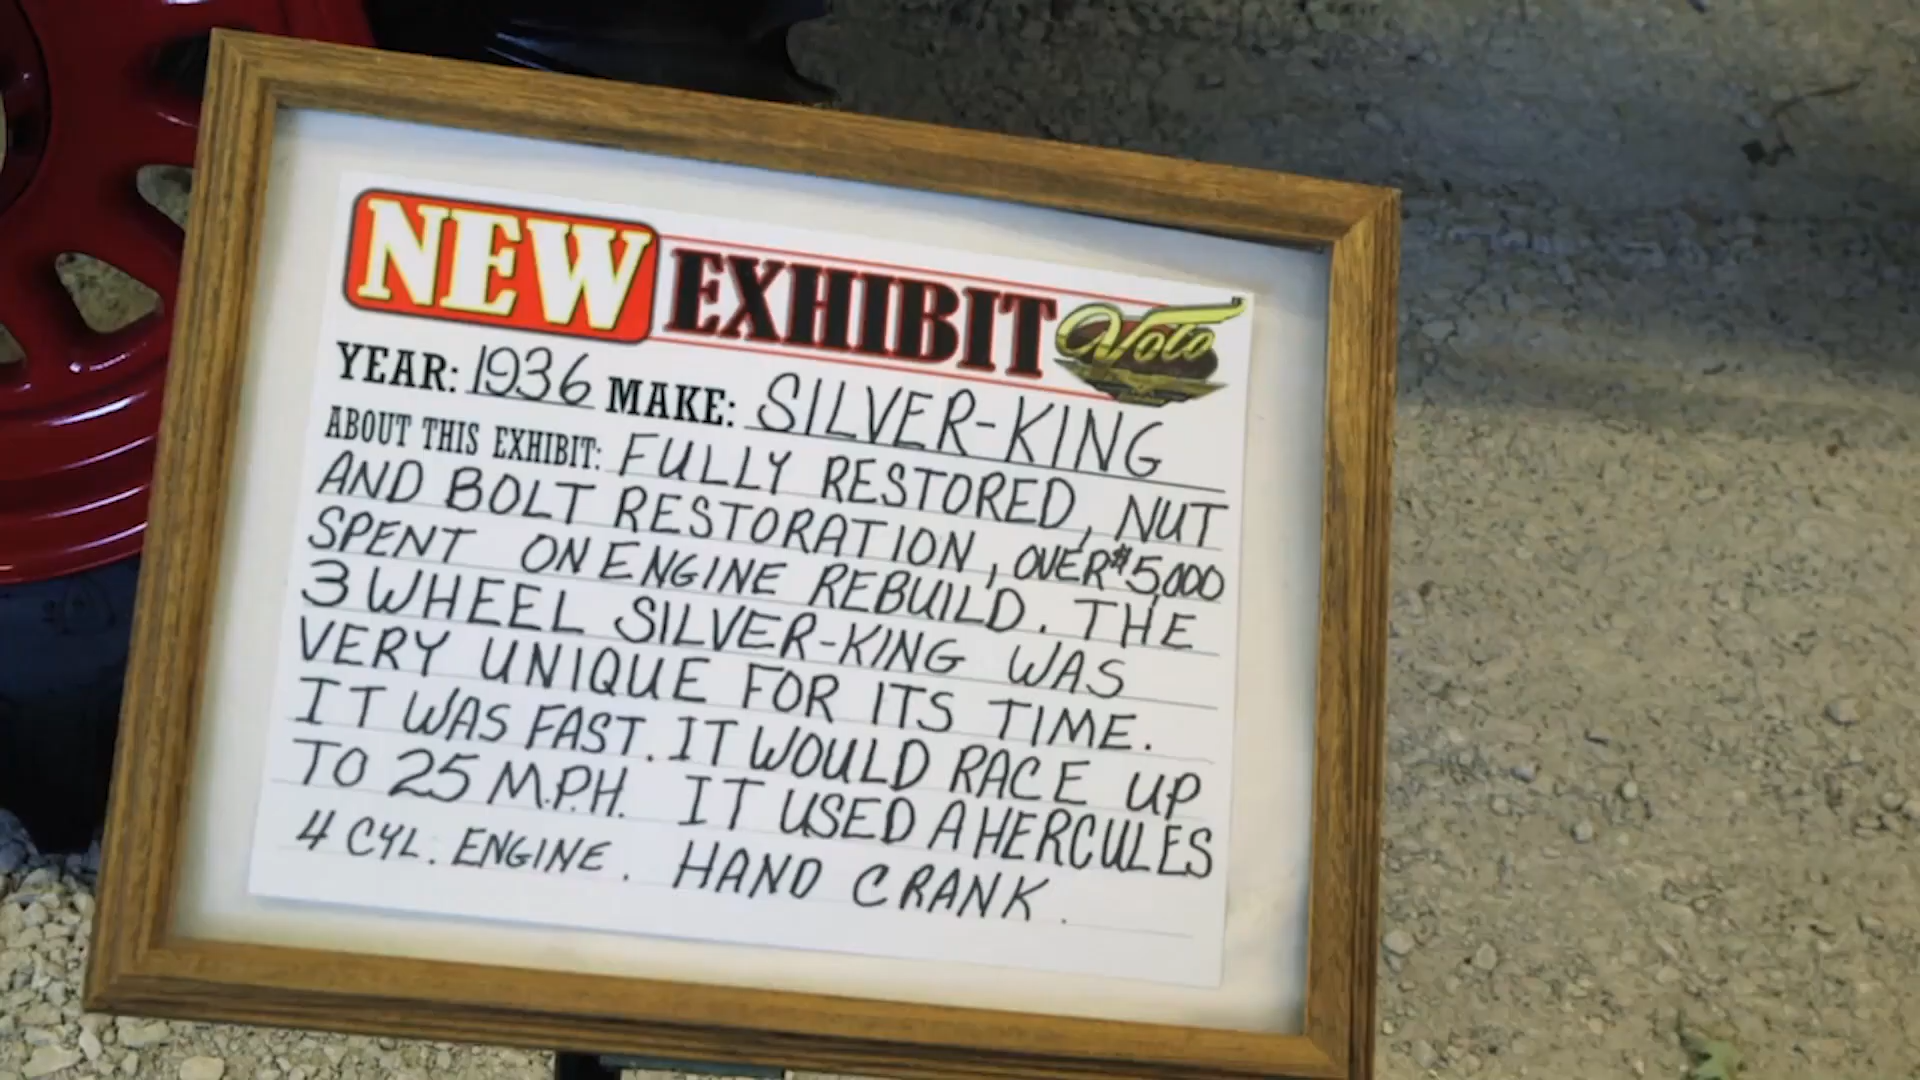 NEW EXHIBIT Volo
YEAR: 1936 MAKE: SILVER-KING
ABOUT THIS EXHIBIT: FULLY RESTORED, NUT
AND BOLT RESTORATION, OVER $5,000
SPENT ON ENGINE REBUILD. THE
3 WHEEL SILVER-KING WAS
VERY UNIQUE FOR ITS TIME.
IT WAS FAST. IT WOULD RACE UP
TO 25 M.P.H. IT USED A HERCULES
4 CYL. ENGINE. HAND CRANK.